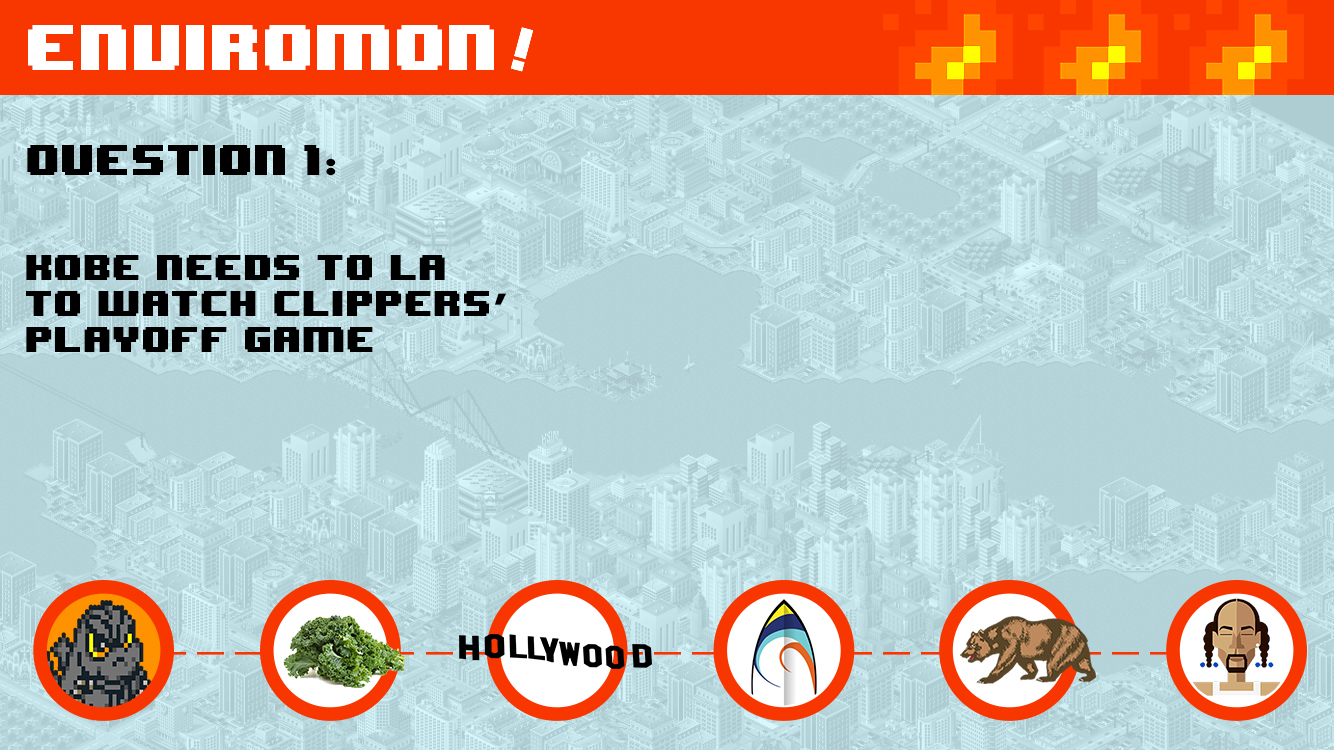 ENVIROMON!
QUESTION 1:
KOBE NEEDS TO LA
TO WATCH CLIPPERS'
PLAYOFF GAME
HOLLYWOOD